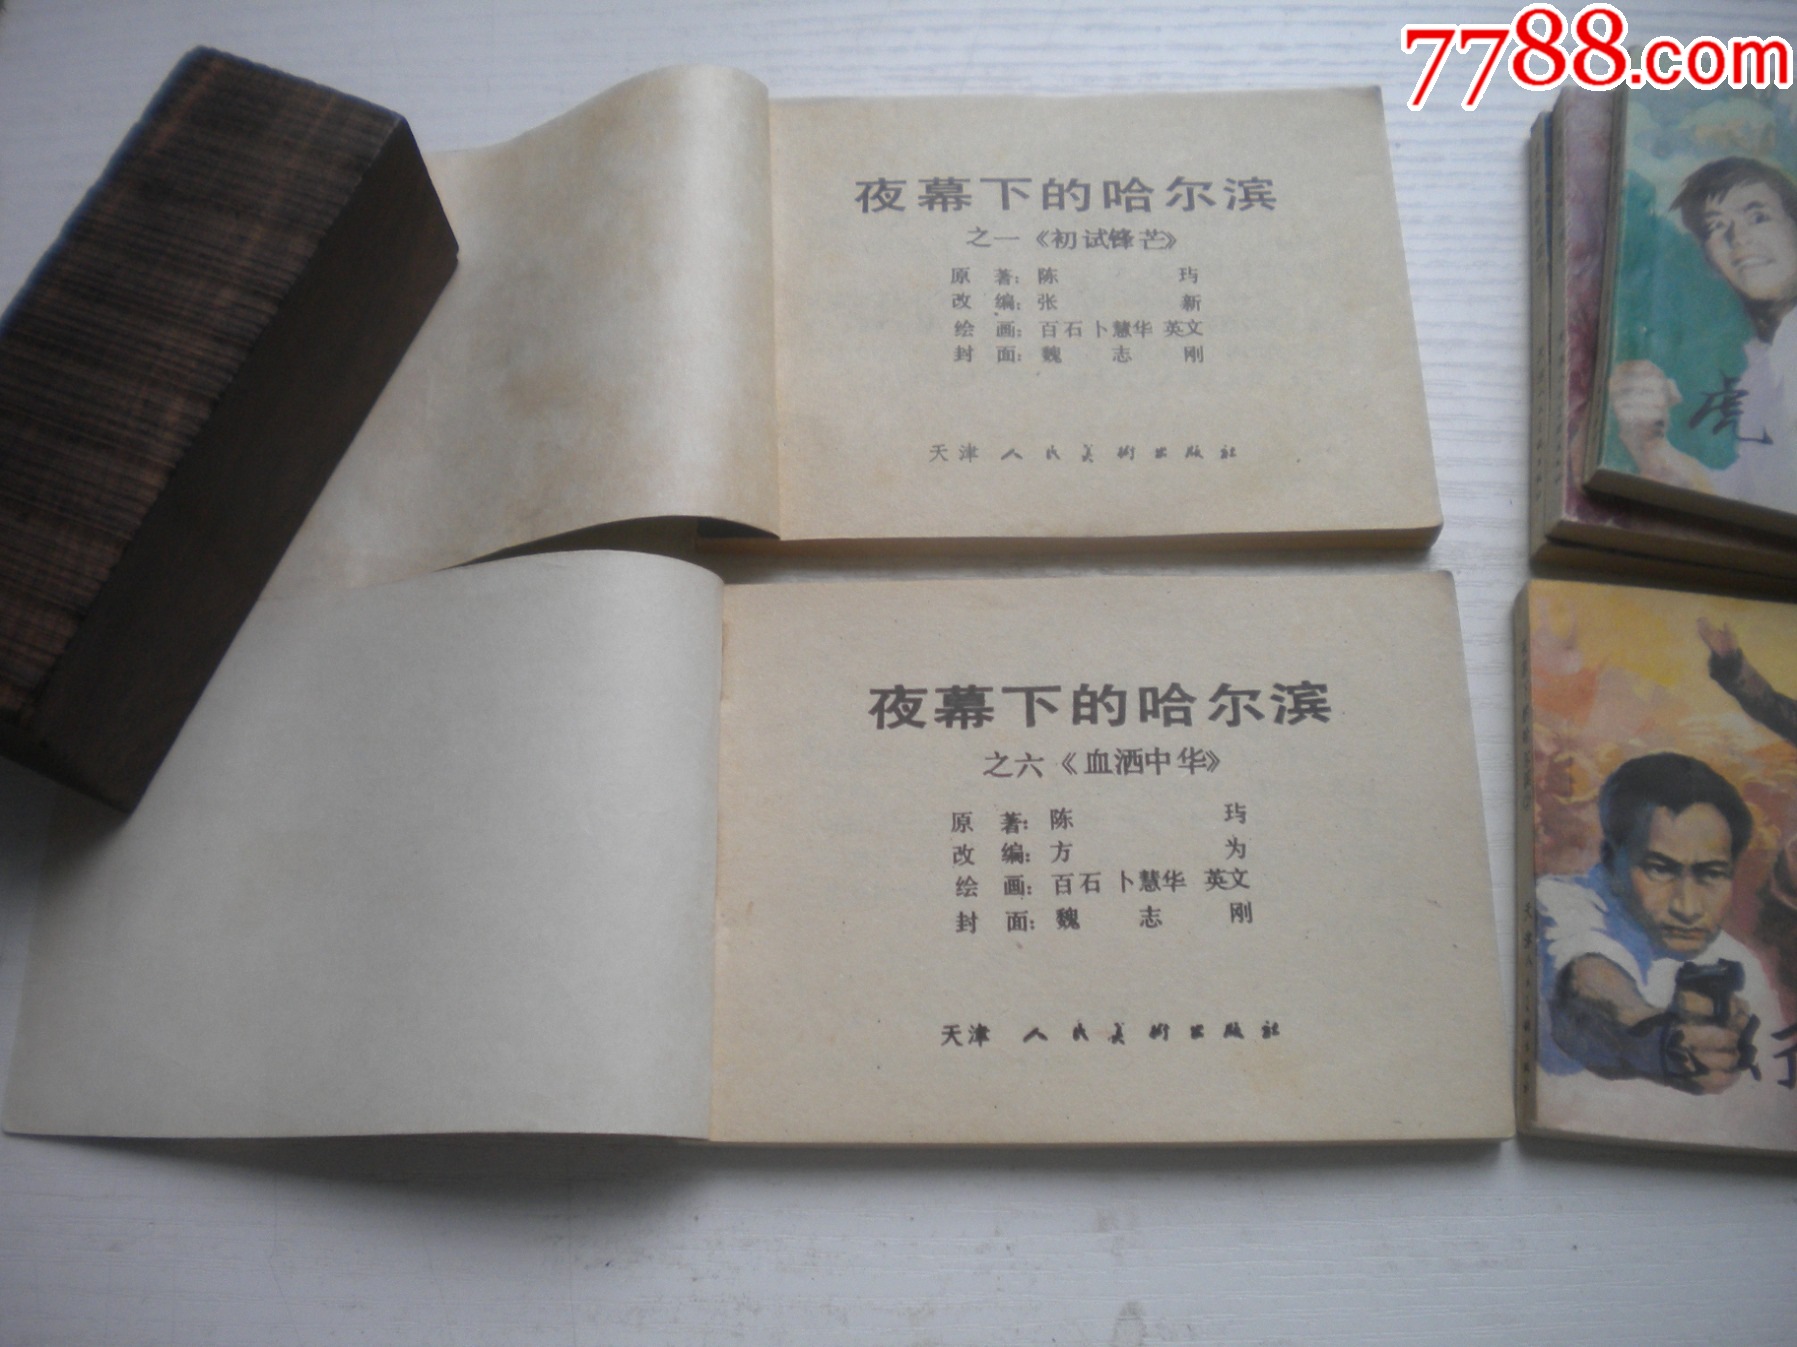 7788.com
夜幕下的哈尔滨
之一《初试锋芒》
原 著：陈 玙
改 编：张 新
绘 画：百石 卜慧华 英文
封 面：魏 志 刚
天津人民美術出版社
夜幕下的哈尔滨
之六《血洒中华》
原 著：陈 玙
改 编：方 为
绘 画：百石 卜慧华 英文
封 面：魏 志 刚
天津人民美術出版社
虎
行